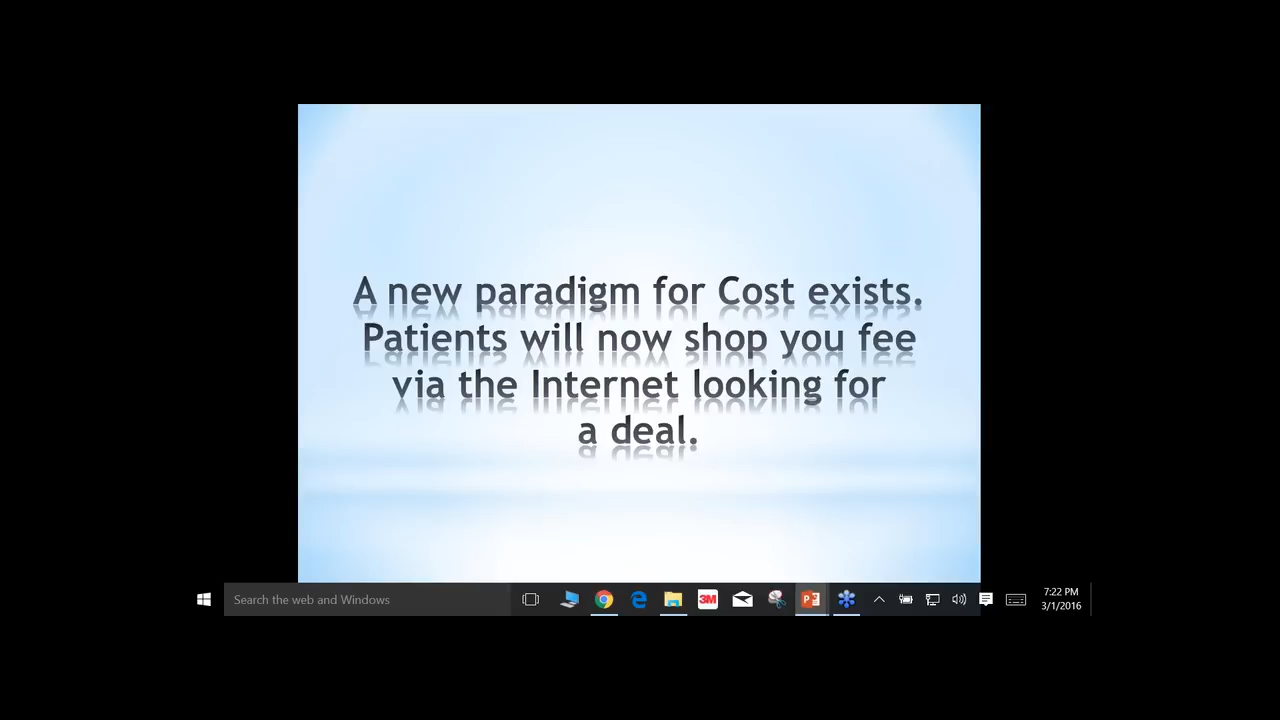 A new paradigm for Cost exists.
Patients will now shop you fee
via the Internet looking for
a deal.
Search the web and Windows
3M
7:22 PM
3/1/2016